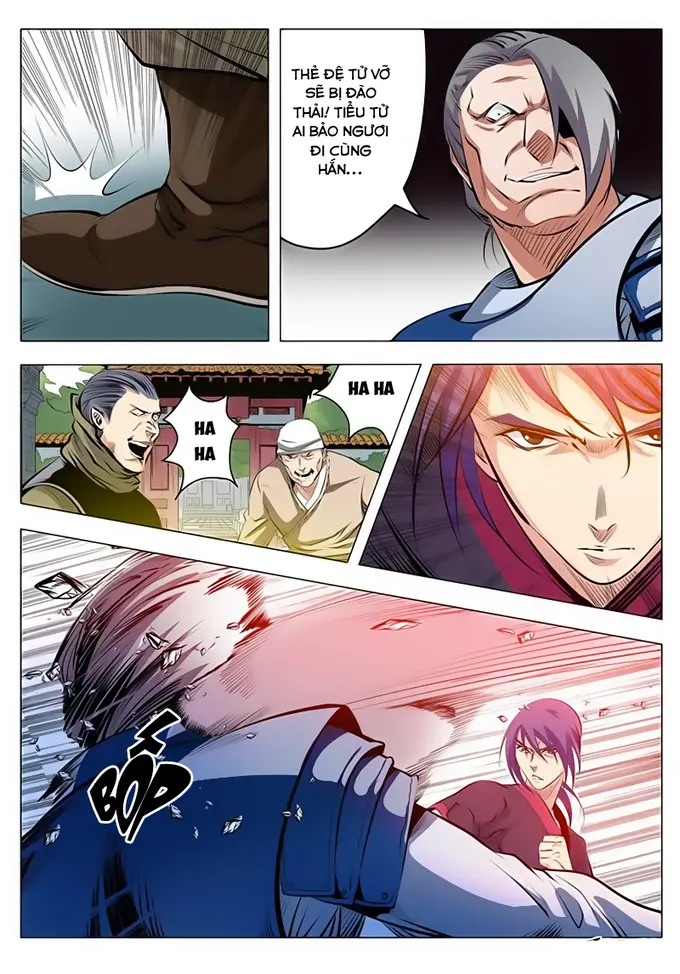 THẺ ĐỆ TỬ VỠ
SẼ BỊ ĐÀO
THẢI! TIỂU TỬ
AI BẢO NGƯƠI
ĐI CÙNG
HẮN...
HA HA
HA
HA
BỐP